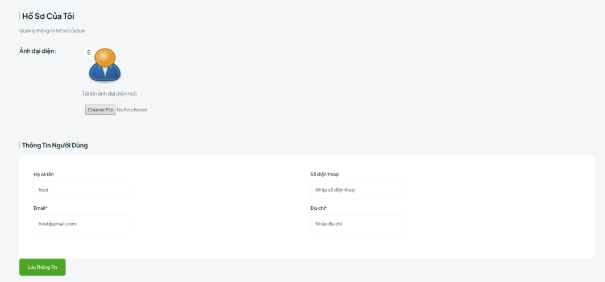 Hồ Sơ Của Tôi
Quản lý thông tin hồ sơ của bạn
Ảnh đại diện:
Tải lên ảnh đại diện mới
Choose File No file chosen
Thông Tin Người Dùng
Họ và tên
Số điện thoại
host
Nhập số điện thoại
Email*
Địa chỉ*
host@gmail.com
Nhập địa chỉ
Lưu Thông Tin